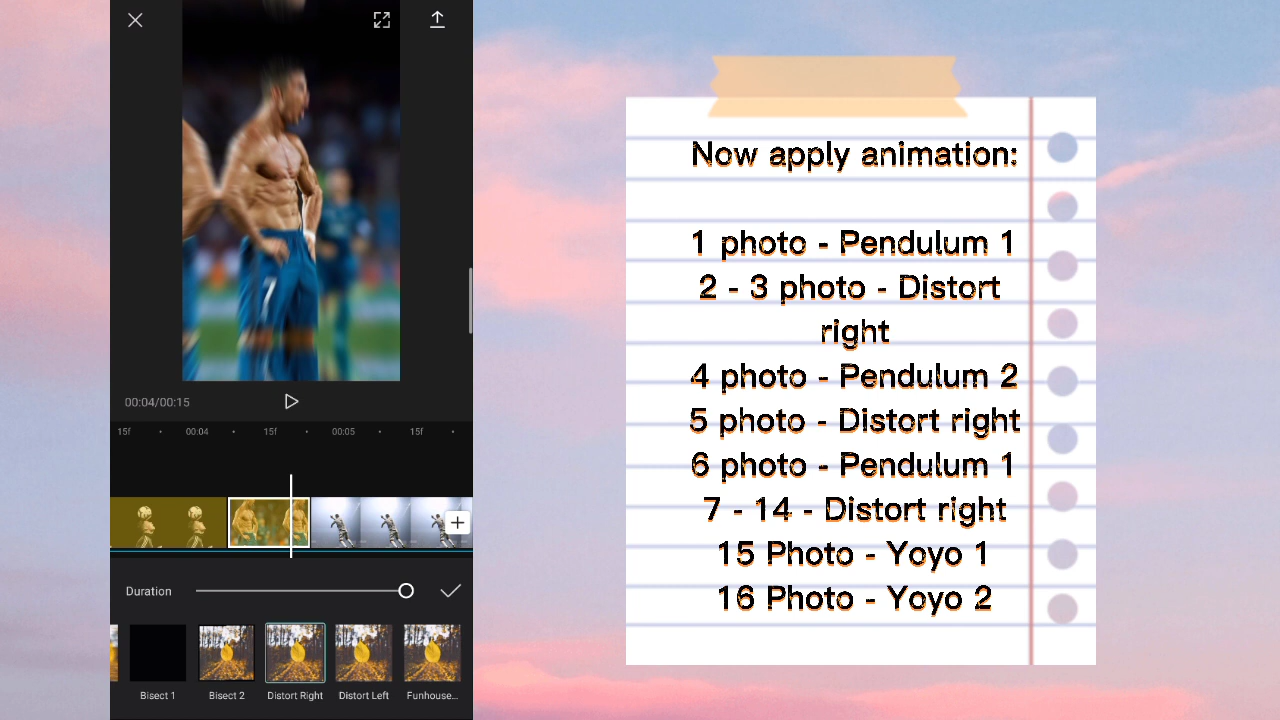 7
00:04/00:15
15f
00:04
15f
00:05
15f
Duration
Bisect 1
Bisect 2
Distort Right
Distort Left
Funhouse...
Now apply animation:
1 photo - Pendulum 1
2 - 3 photo - Distort
right
4 photo - Pendulum 2
5 photo - Distort right
6 photo - Pendulum 1
7 - 14 - Distort right
15 Photo - Yoyo 1
16 Photo - Yoyo 2